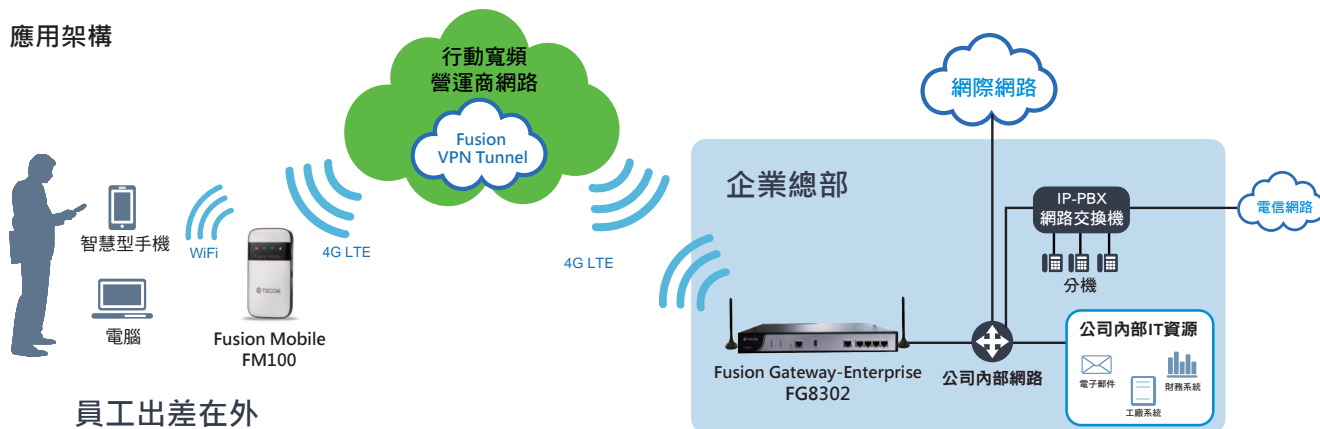 應用架構
行動寬頻
營運商網路
Fusion
VPN Tunnel
網際網路
企業總部
IP-PBX
網路交換機
電信網路
分機
智慧型手機
WiFi
4G LTE
4G LTE
TECOM
電腦
Fusion Mobile
FM100
TECOM
Fusion Gateway-Enterprise
FG8302
公司內部網路
公司內部IT資源
電子郵件
工廠系統
財務系統
員工出差在外